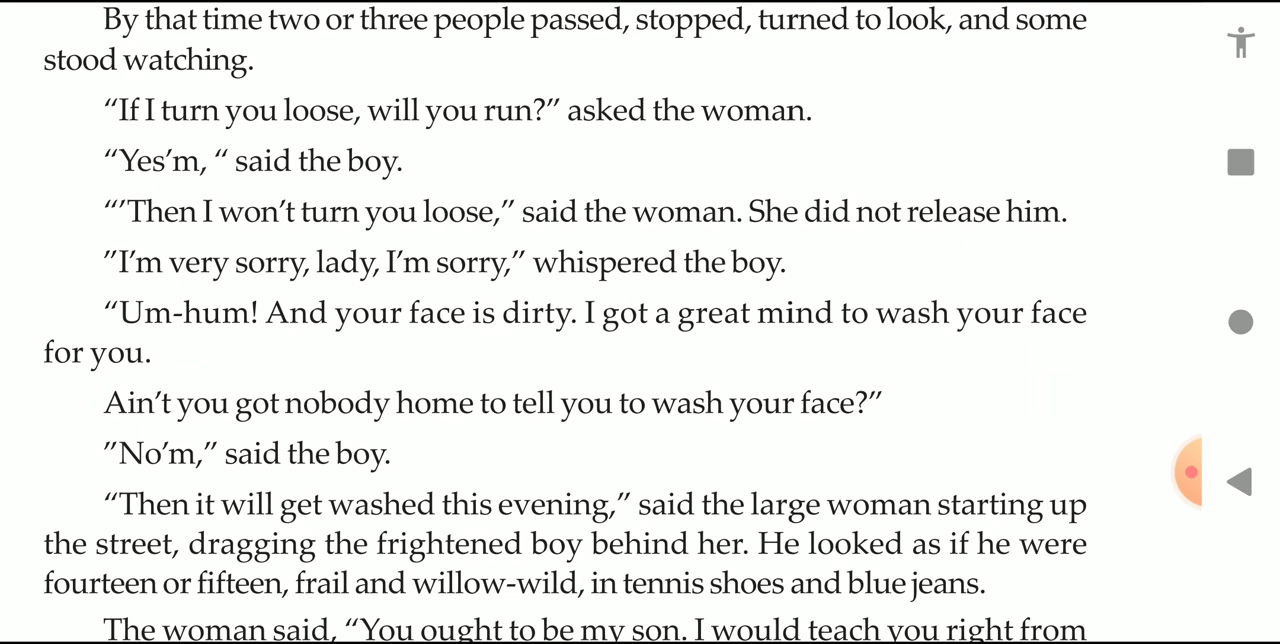 By that time two or three people passed, stopped, turned to look, and some
stood watching.
“If I turn you loose, will you run?” asked the woman.
“Yes’m, “ said the boy.
“’Then I won’t turn you loose,” said the woman. She did not release him.
”I’m very sorry, lady, I’m sorry,” whispered the boy.
“Um-hum! And your face is dirty. I got a great mind to wash your face
for you.
Ain’t you got nobody home to tell you to wash your face?”
”No’m,” said the boy.
“Then it will get washed this evening,” said the large woman starting up
the street, dragging the frightened boy behind her. He looked as if he were
fourteen or fifteen, frail and willow-wild, in tennis shoes and blue jeans.
The woman said, “You ought to be my son. I would teach you right from